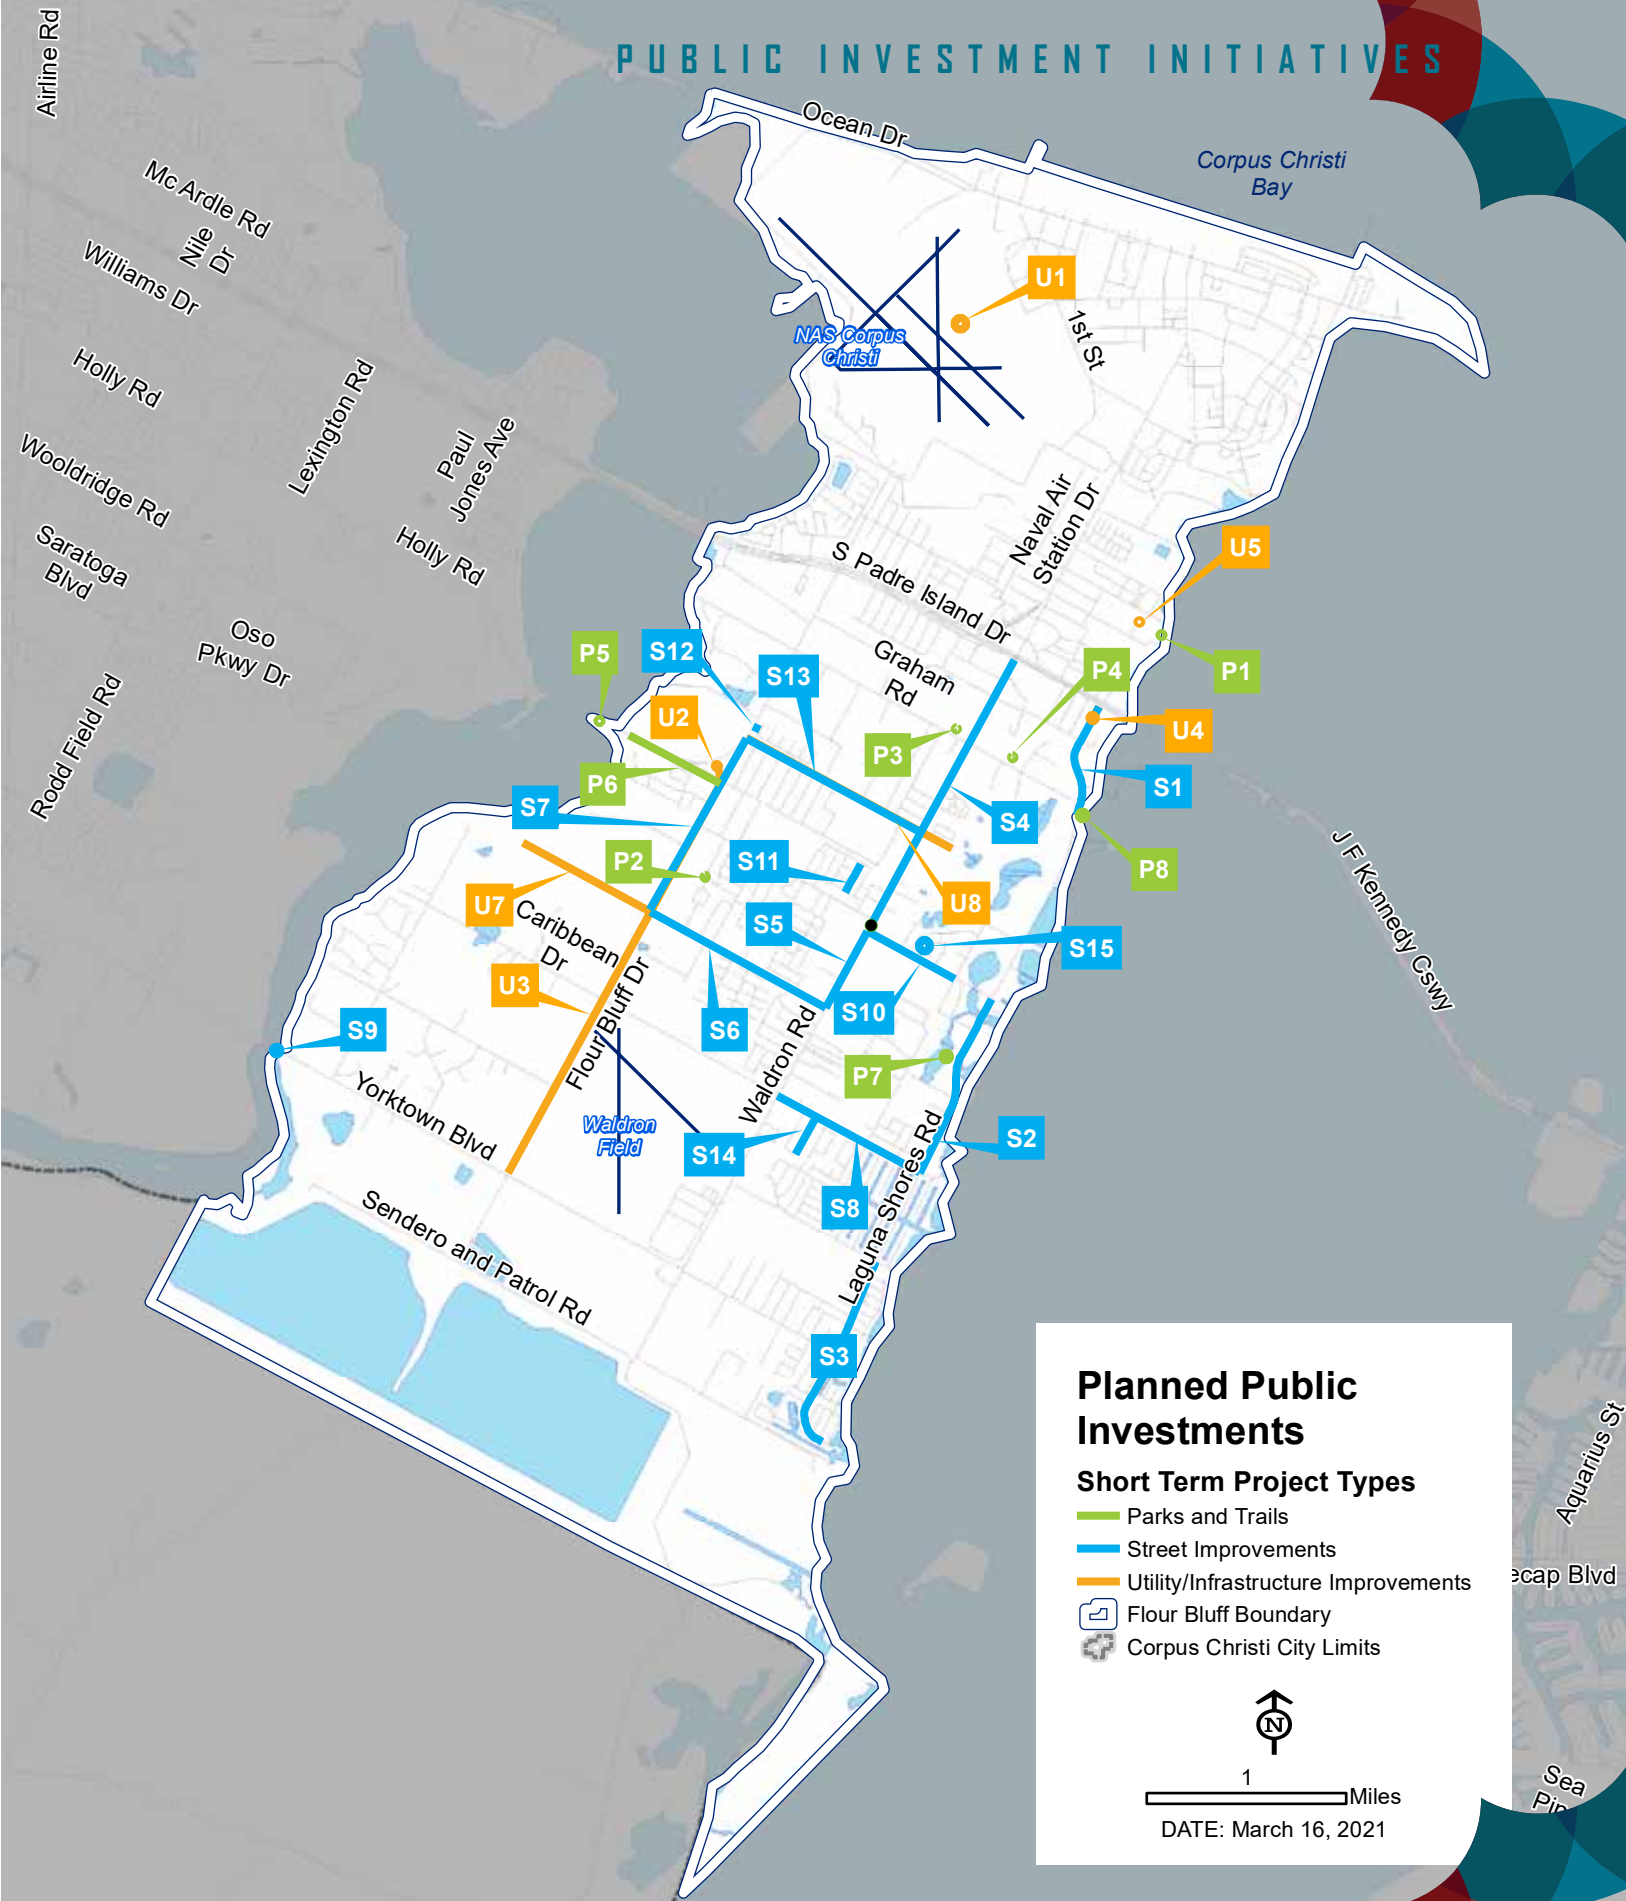 PUBLIC INVESTMENT INITIATIVES
Airline Rd
Ocean Dr
Corpus Christi
Bay
Mc Ardle Rd
Nile
Dr
Williams Dr
U1
1st St
NAS Corpus
Christi
Holly Rd
Lexington Rd
Paul
Jones Ave
Wooldridge Rd
Naval Air
Station Dr
Saratoga
Blvd
Holly Rd
S Padre Island Dr
U5
Oso
Pkwy Dr
P5
S12
S13
Graham
Rd
P4
P1
Rodd Field Rd
U2
U4
P3
P6
S1
S7
S4
J F Kennedy Cswy
P2
S11
P8
U7
U8
Caribbean
Dr
S5
S15
U3
Flour Bluff Dr
S6
S10
S9
Waldron Rd
P7
Yorktown Blvd
Waldron
Field
S14
S2
S8
Laguna Shores Rd
Sendero and Patrol Rd
S3
Planned Public
Investments
Short Term Project Types
Parks and Trails
Street Improvements
Utility/Infrastructure Improvements
Flour Bluff Boundary
Corpus Christi City Limits
N
1
Miles
DATE: March 16, 2021
Aquarius St
ecap Blvd
Sea